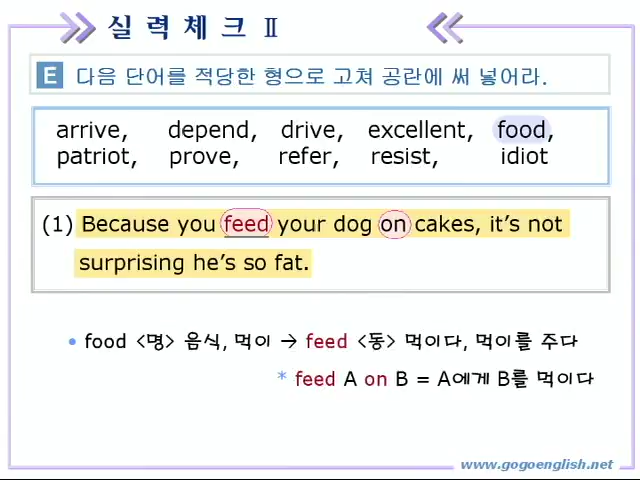 실 력 체 크 Ⅱ
E 다음 단어를 적당한 형으로 고쳐 공란에 써 넣어라.
arrive, depend, drive, excellent, food,
patriot, prove, refer, resist, idiot
(1) Because you feed your dog on cakes, it's not
surprising he's so fat.
• food <명> 음식, 먹이 → feed <동> 먹이다, 먹이를 주다
* feed A on B = A에게 B를 먹이다
www.gogoenglish.net